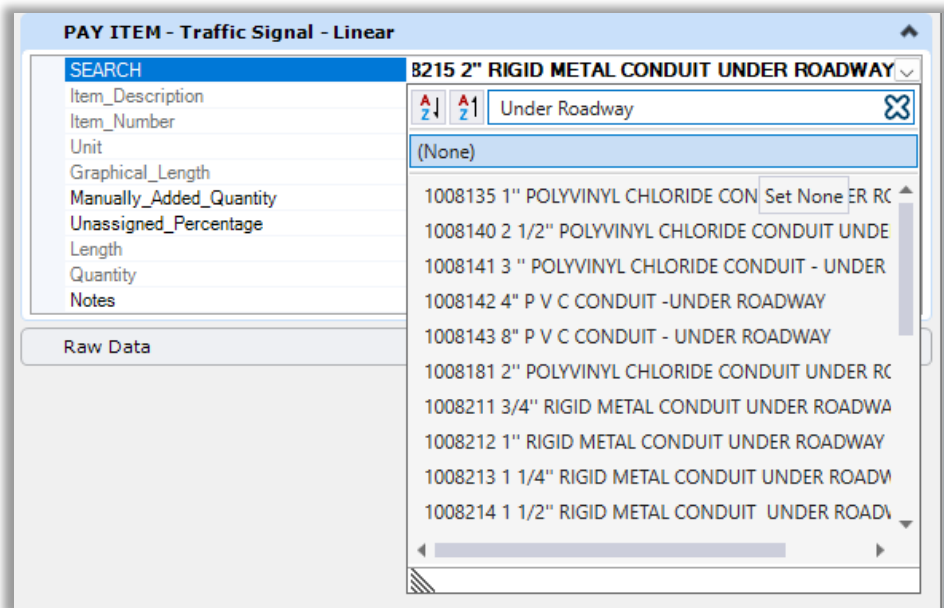 PAY ITEM - Traffic Signal - Linear
SEARCH
8215 2" RIGID METAL CONDUIT UNDER ROADWAY
Item_Description
Item_Number
Unit
Graphical_Length
Manually_Added_Quantity
Unassigned_Percentage
Length
Quantity
Notes
Raw Data
A
Z
A
Z
Under Roadway
(None)
1008135 1'' POLYVINYL CHLORIDE CON
Set None
ER RO
1008140 2 1/2'' POLYVINYL CHLORIDE CONDUIT UNDE
1008141 3 '' POLYVINYL CHLORIDE CONDUIT - UNDER
1008142 4" P V C CONDUIT -UNDER ROADWAY
1008143 8" P V C CONDUIT - UNDER ROADWAY
1008181 2'' POLYVINYL CHLORIDE CONDUIT UNDER RO
1008211 3/4'' RIGID METAL CONDUIT UNDER ROADWA
1008212 1'' RIGID METAL CONDUIT UNDER ROADWAY
1008213 1 1/4'' RIGID METAL CONDUIT UNDER ROADW
1008214 1 1/2'' RIGID METAL CONDUIT  UNDER ROADW